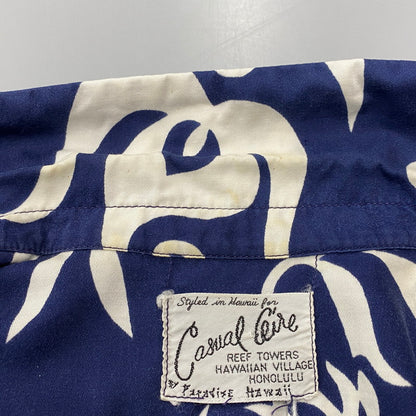 Styled in Hawaii for
Casual Aire
REEF TOWERS
HAWAIIAN VILLAGE
HONOLULU
BY Paradise Hawaii